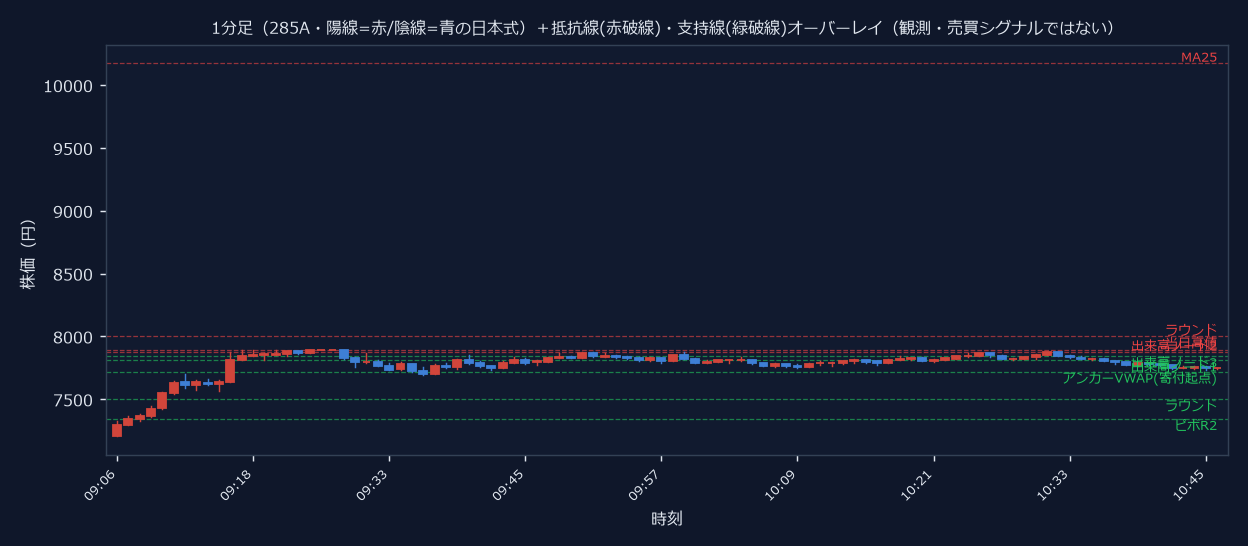 1分足（285A・陽線=赤/陰線=青の日本式）＋抵抗線(赤破線)・支持線(緑破線)オーバーレイ（観測・売買シグナルではない）
MA25
10000
9500
9000
8500
8000
7500
株価（円）
ラウンド
アンカーVWAP(寄付起点)
ラウンド
ピボR2
09:06
09:18
09:33
09:45
09:57
10:09
10:21
10:33
10:45
時刻